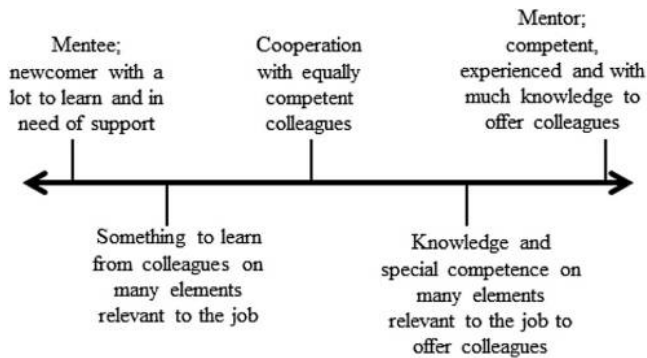 Mentee;
newcomer with a
lot to learn and in
need of support
Cooperation
with equally
competent
colleagues
Mentor;
competent,
experienced and with
much knowledge to
offer colleagues
Something to learn
from colleagues on
many elements
relevant to the job
Knowledge and
special competence on
many elements
relevant to the job to
offer colleagues